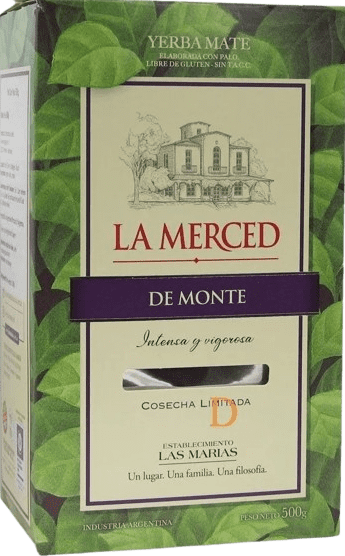 YERBA MATE
ELABORADA CON PALO
LIBRE DE GLUTEN - SIN T.A.C.C.
LA MERCED
DE MONTE
Intensa y vigorosa
COSECHA LIMITADA
D
ESTABLECIMIENTO
LAS MARIAS
Un lugar. Una familia. Una filosofía.
INDUSTRIA ARGENTINA
PESO NETO 500g